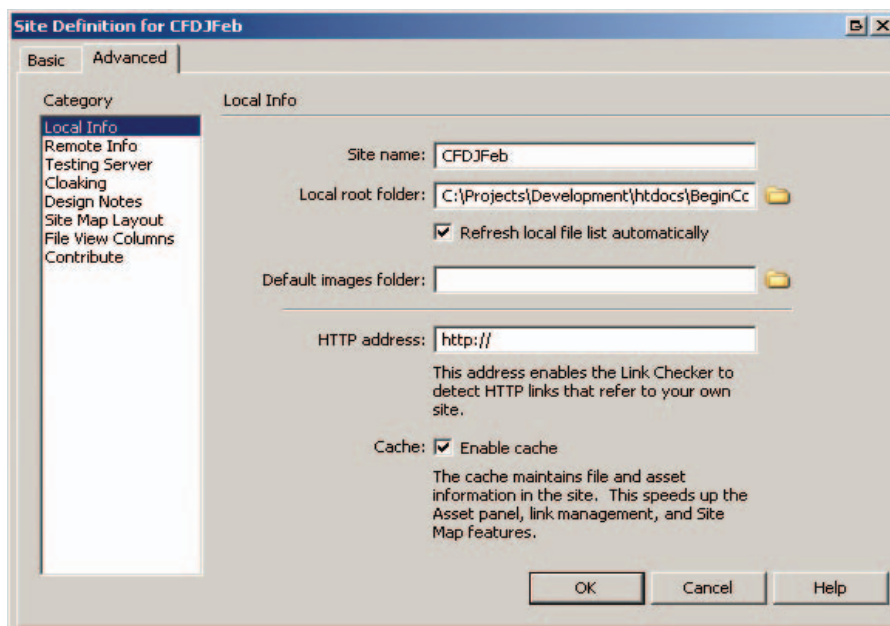 Site Definition for CFDJFeb
Basic
Advanced
Category
Local Info
Remote Info
Testing Server
Cloaking
Design Notes
Site Map Layout
File View Columns
Contribute
Local Info
Site name: CFDJFeb
Local root folder: C:\Projects\Development\htdocs\BeginCc
Refresh local file list automatically
Default images folder:
HTTP address: http://
This address enables the Link Checker to
detect HTTP links that refer to your own
site.
Cache: Enable cache
The cache maintains file and asset
information in the site. This speeds up the
Asset panel, link management, and Site
Map features.
OK
Cancel
Help